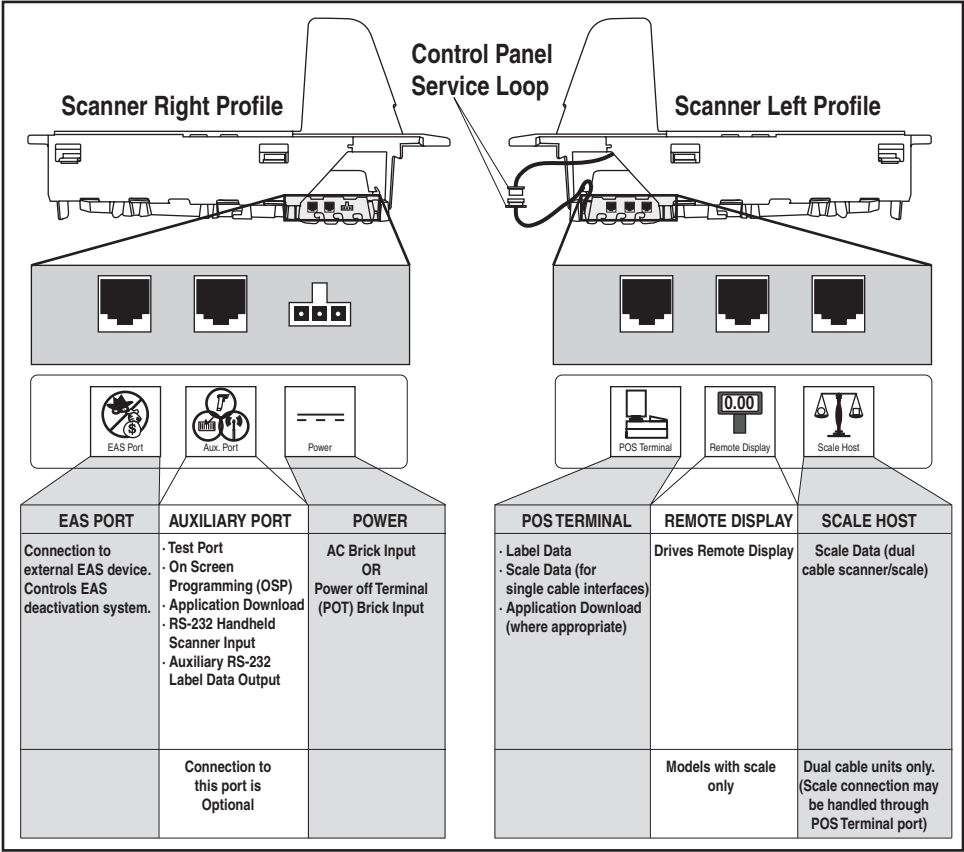 Control Panel
Service Loop
Scanner Right Profile
Scanner Left Profile
EAS Port
Aux. Port
Power
0.00
POS Terminal
Remote Display
Scale Host
EAS PORT
Connection to
external EAS device.
Controls EAS
deactivation system.
AUXILIARY PORT
· Test Port
· On Screen
Programming (OSP)
· Application Download
· RS-232 Handheld
Scanner Input
· Auxiliary RS-232
Label Data Output
Connection to
this port is
Optional
POWER
AC Brick Input
OR
Power off Terminal
(POT) Brick Input
POS TERMINAL
· Label Data
· Scale Data (for
single cable interfaces)
· Application Download
(where appropriate)
REMOTE DISPLAY
Drives Remote Display
Models with scale
only
SCALE HOST
Scale Data (dual
cable scanner/scale)
Dual cable units only.
(Scale connection may
be handled through
POS Terminal port)